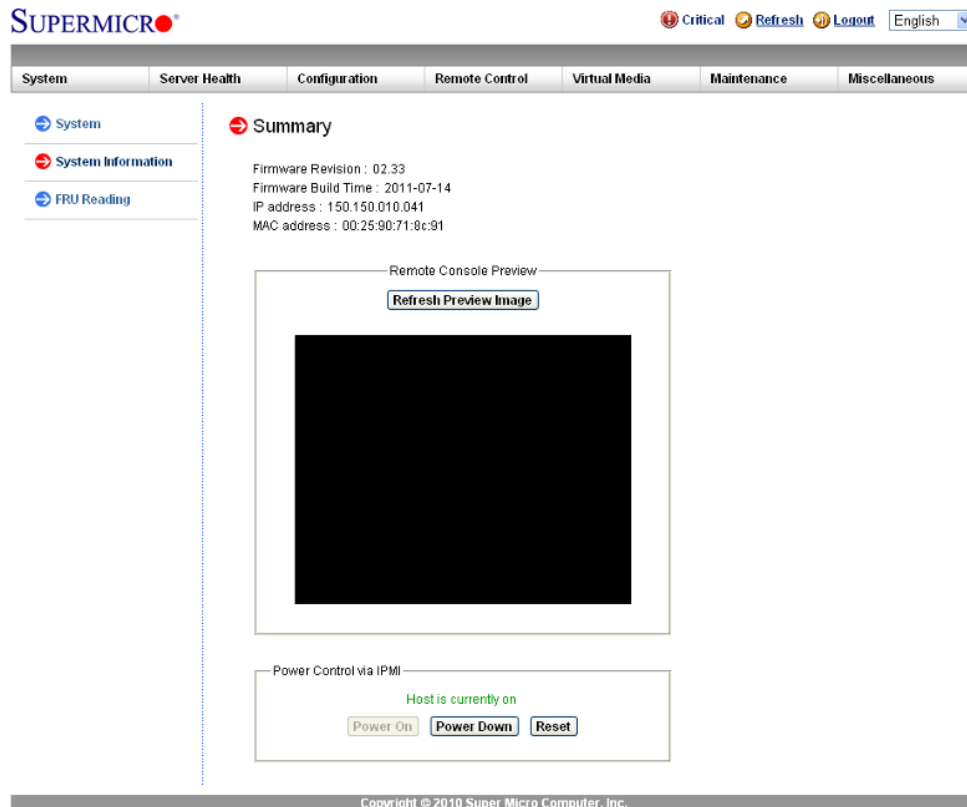 SUPERMICRO®
Critical Refresh Logout English
System Server Health Configuration Remote Control Virtual Media Maintenance Miscellaneous
System
System Information
FRU Reading
Summary
Firmware Revision : 02.33
Firmware Build Time : 2011-07-14
IP address : 150.150.010.041
MAC address : 00:25:90:71:8c:91
Remote Console Preview
Refresh Preview Image
Power Control via IPMI
Host is currently on
Power On Power Down Reset
Copyright © 2010 Super Micro Computer, Inc.